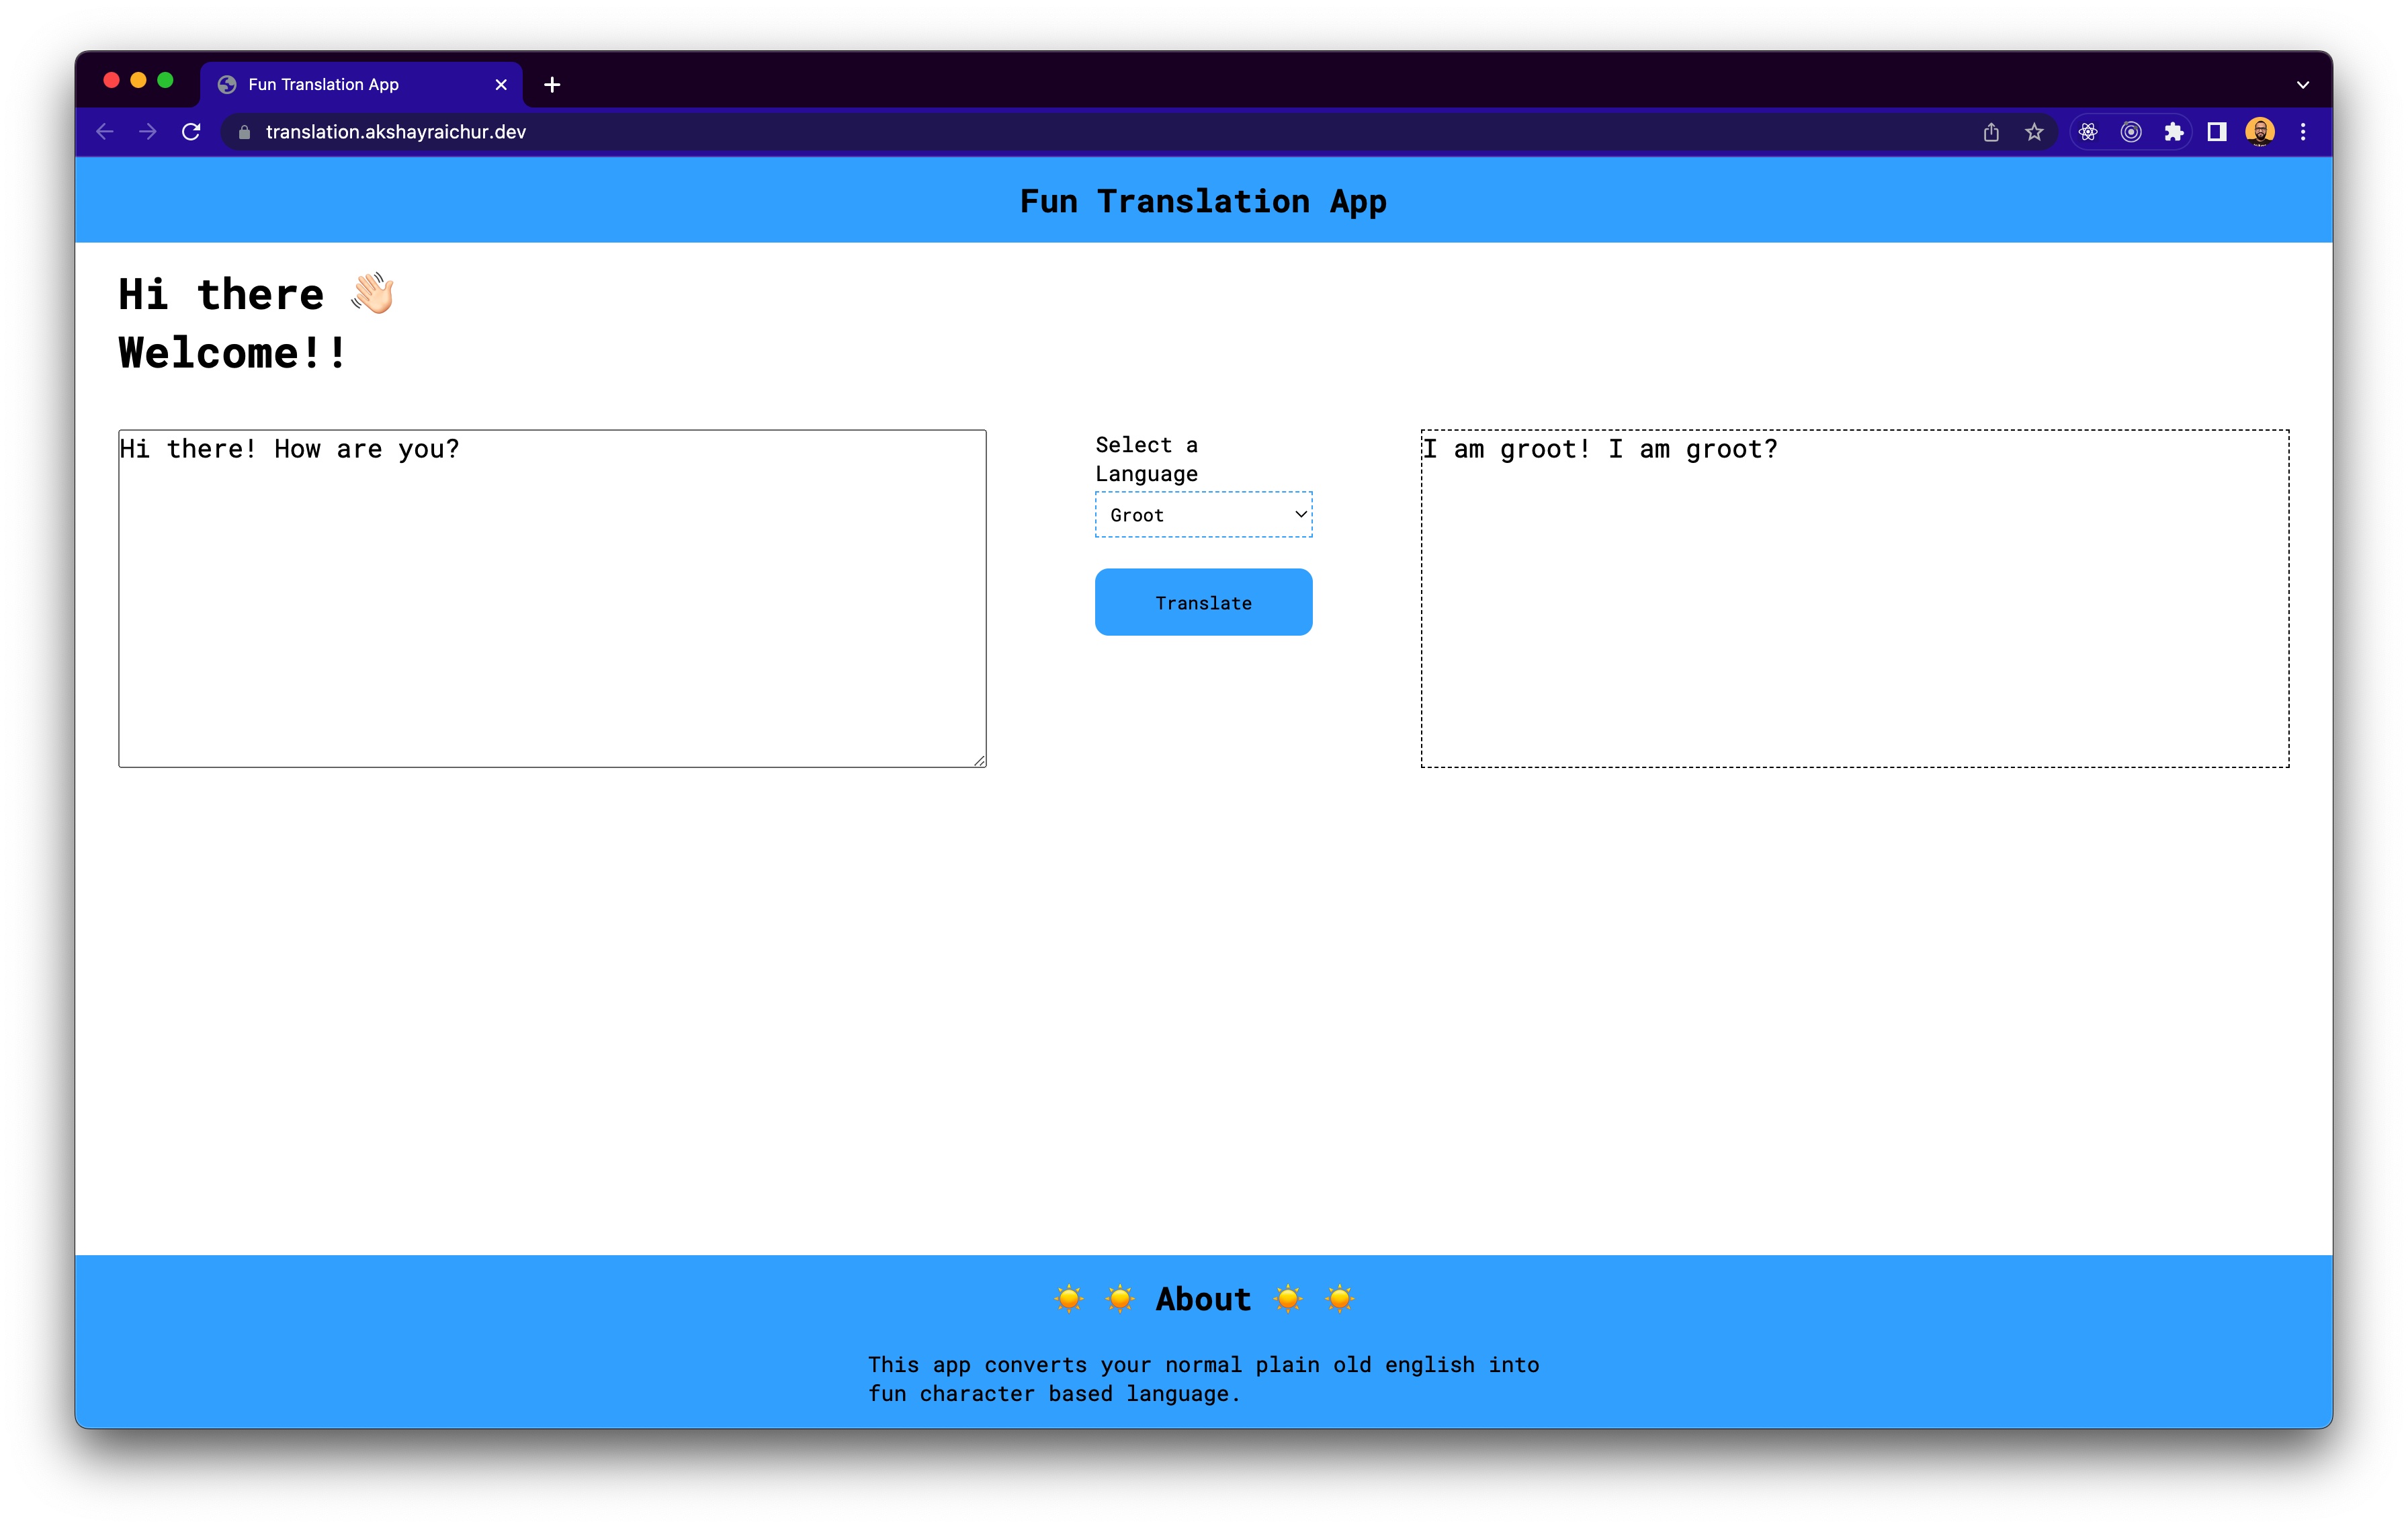 Fun Translation App
translation.akshayraichur.dev
Fun Translation App
Hi there 👋🏻
Welcome!!
Hi there! How are you?
Select a
Language
Groot
Translate
I am groot! I am groot?
☀️ ☀️ About ☀️ ☀️
This app converts your normal plain old english into
fun character based language.